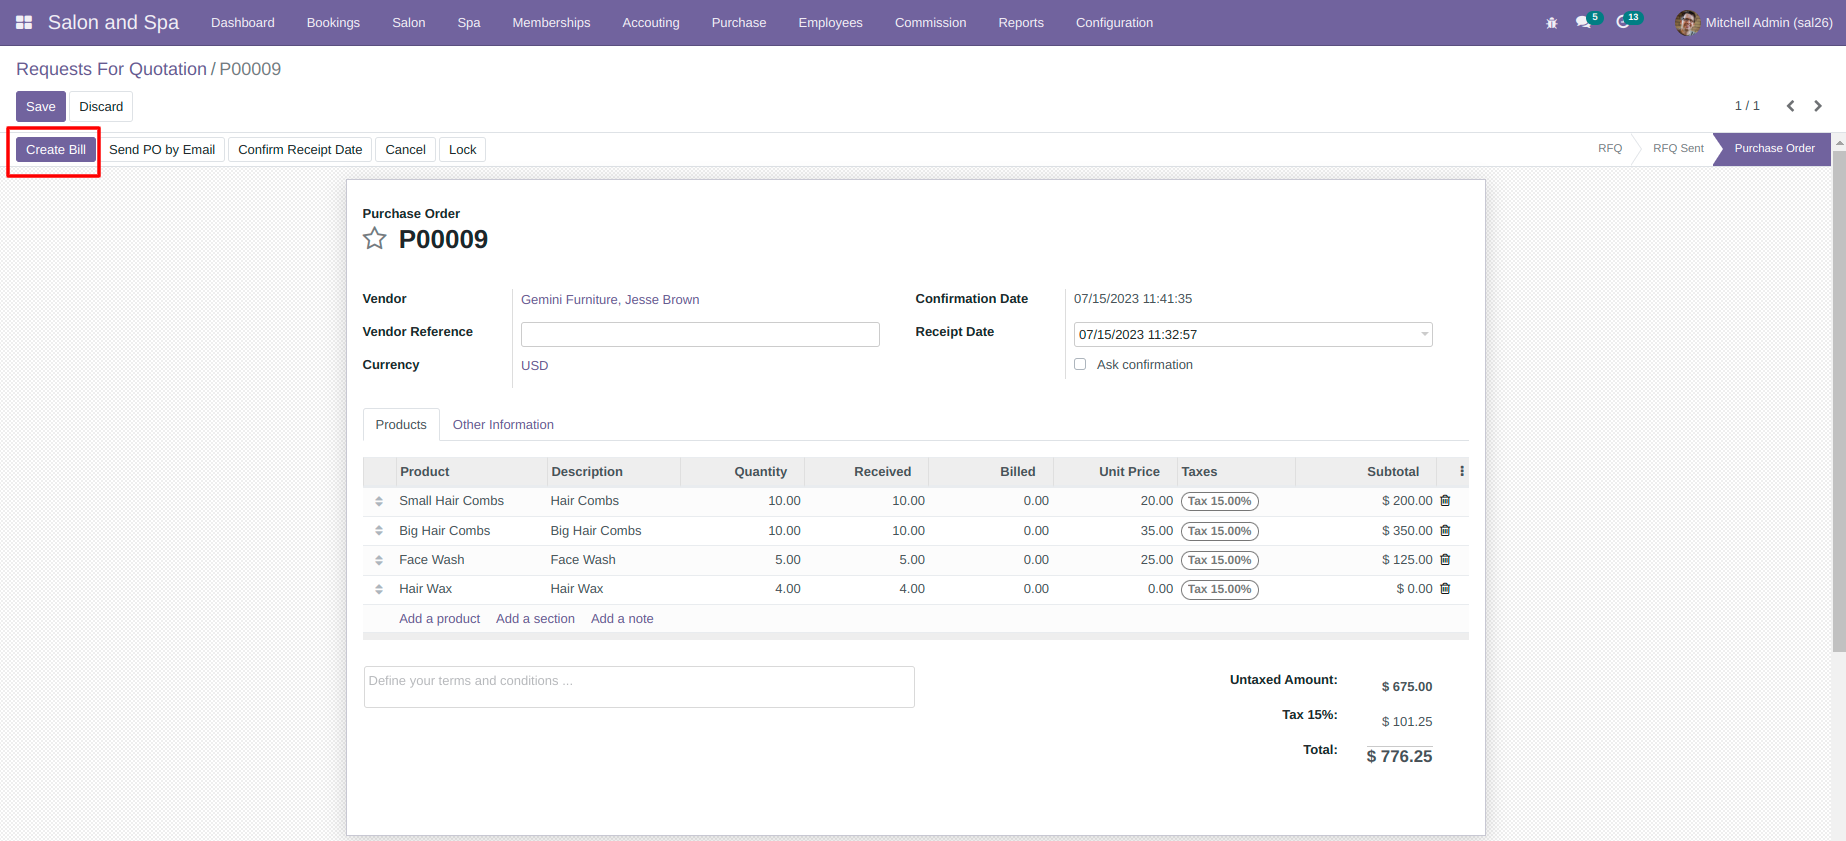 Salon and Spa Dashboard Bookings Salon Spa Memberships Accouting Purchase Employees Commission Reports Configuration 5 13 Mitchell Admin (sal26)
Requests For Quotation / P00009
Save Discard 1 / 1
Create Bill Send PO by Email Confirm Receipt Date Cancel Lock RFQ RFQ Sent Purchase Order
Purchase Order
P00009
Vendor Gemini Furniture, Jesse Brown Confirmation Date 07/15/2023 11:41:35
Vendor Reference Receipt Date 07/15/2023 11:32:57
Currency USD Ask confirmation
Products Other Information
Product Description Quantity Received Billed Unit Price Taxes Subtotal
Small Hair Combs Hair Combs 10.00 10.00 0.00 20.00 Tax 15.00% $ 200.00
Big Hair Combs Big Hair Combs 10.00 10.00 0.00 35.00 Tax 15.00% $ 350.00
Face Wash Face Wash 5.00 5.00 0.00 25.00 Tax 15.00% $ 125.00
Hair Wax Hair Wax 4.00 4.00 0.00 0.00 Tax 15.00% $ 0.00
Add a product Add a section Add a note
Define your terms and conditions ...
Untaxed Amount: $ 675.00
Tax 15%: $ 101.25
Total: $ 776.25